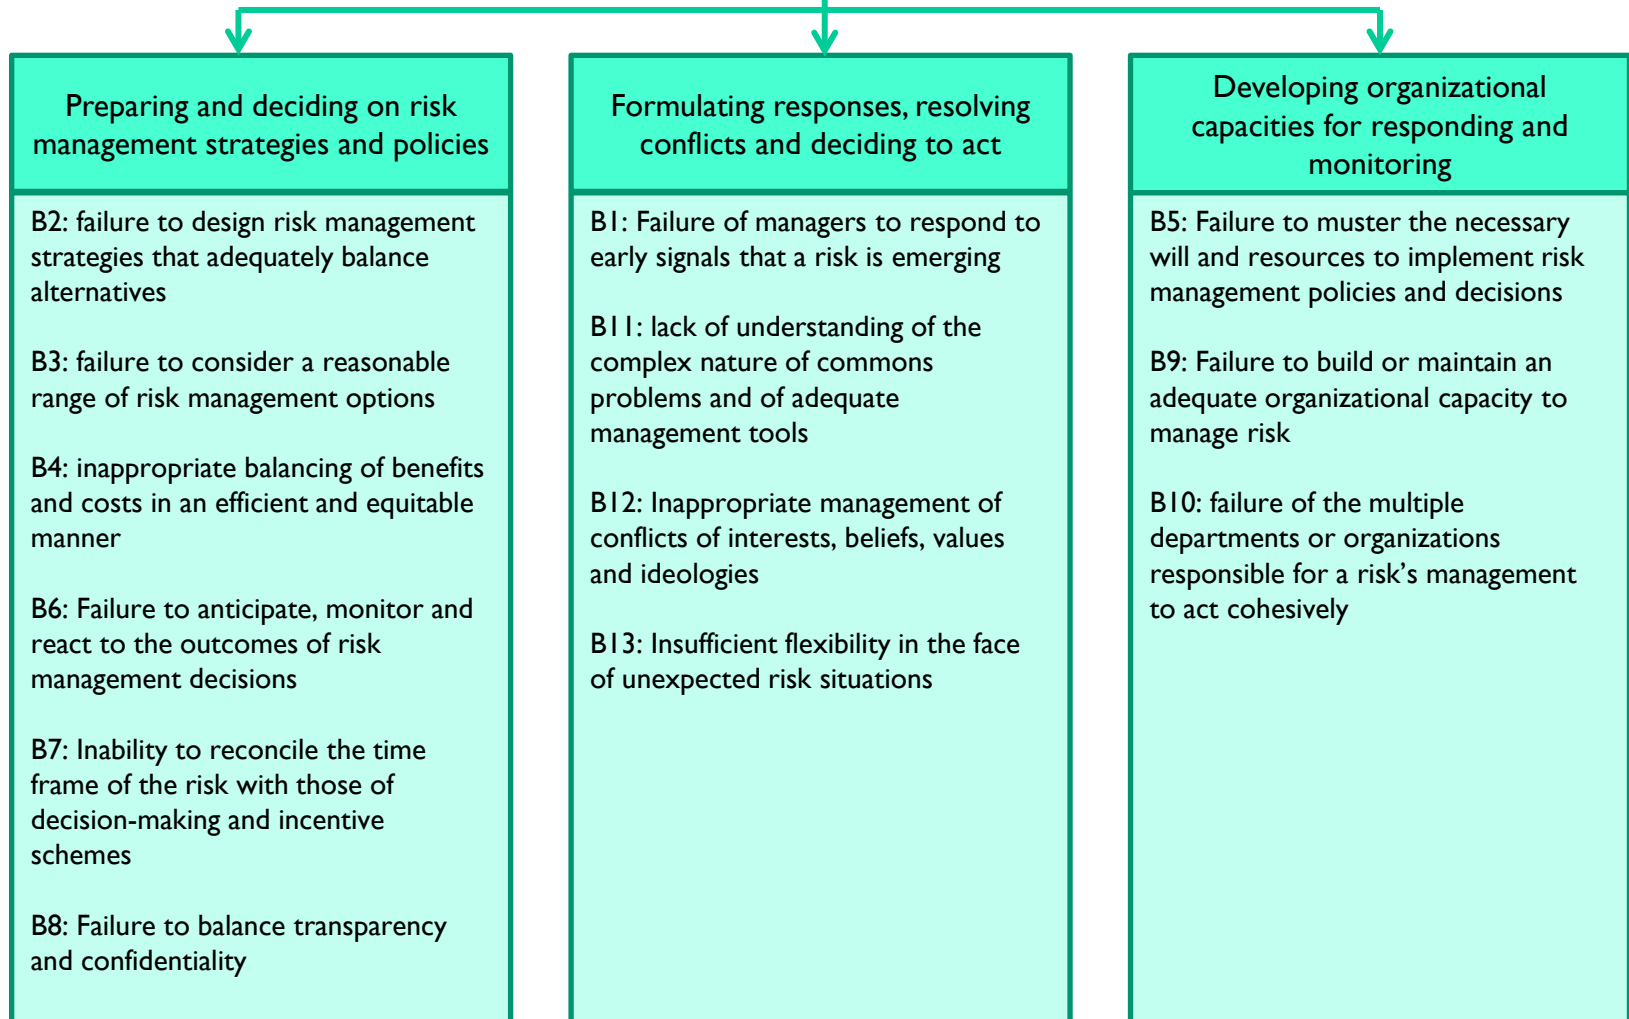 Preparing and deciding on risk
management strategies and policies
B2: failure to design risk management
strategies that adequately balance
alternatives
B3: failure to consider a reasonable
range of risk management options
B4: inappropriate balancing of benefits
and costs in an efficient and equitable
manner
B6: Failure to anticipate, monitor and
react to the outcomes of risk
management decisions
B7: Inability to reconcile the time
frame of the risk with those of
decision-making and incentive
schemes
B8: Failure to balance transparency
and confidentiality
Formulating responses, resolving
conflicts and deciding to act
B1: Failure of managers to respond to
early signals that a risk is emerging
B11: lack of understanding of the
complex nature of commons
problems and of adequate
management tools
B12: Inappropriate management of
conflicts of interests, beliefs, values
and ideologies
B13: Insufficient flexibility in the face
of unexpected risk situations
Developing organizational
capacities for responding and
monitoring
B5: Failure to muster the necessary
will and resources to implement risk
management policies and decisions
B9: Failure to build or maintain an
adequate organizational capacity to
manage risk
B10: failure of the multiple
departments or organizations
responsible for a risk's management
to act cohesively